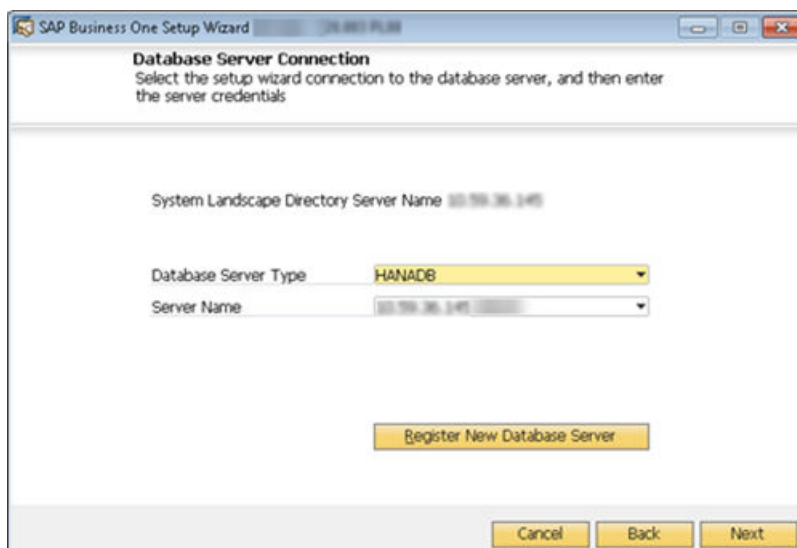 SAP Business One Setup Wizard
Database Server Connection
Select the setup wizard connection to the database server, and then enter
the server credentials
System Landscape Directory Server Name
Database Server Type HANADB
Server Name
Register New Database Server
Cancel Back Next